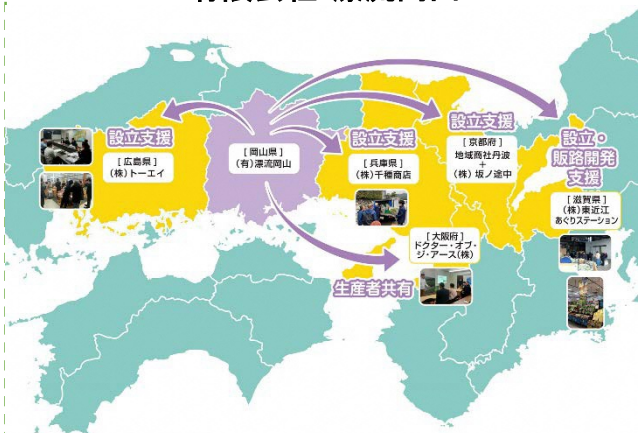 設立支援
[広島県]
(株)トーエイ
[岡山県]
(有)漂流岡山
設立支援
[兵庫県]
(株)千種商店
設立支援
[京都府]
地域商社丹波
+
(株)坂ノ途中
設立・
販路開発
支援
[滋賀県]
(株)東近江
あぐりステーション
[大阪府]
ドクター・オブ・
ジ・アース(株)
生産者共有